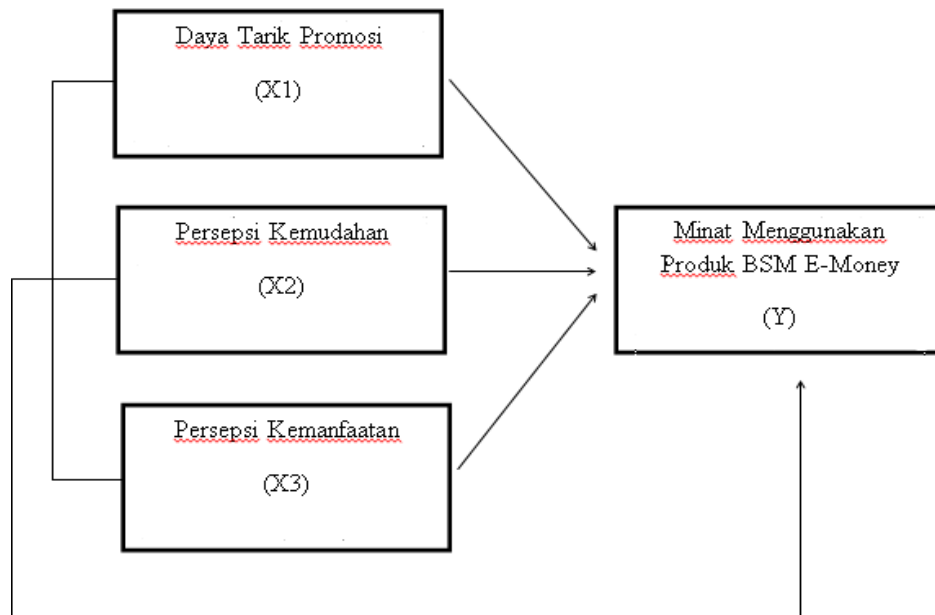 Daya Tarik Promosi
(X1)
Persepsi Kemudahan
(X2)
Persepsi Kemanfaatan
(X3)
Minat Menggunakan
Produk BSM E-Money
(Y)